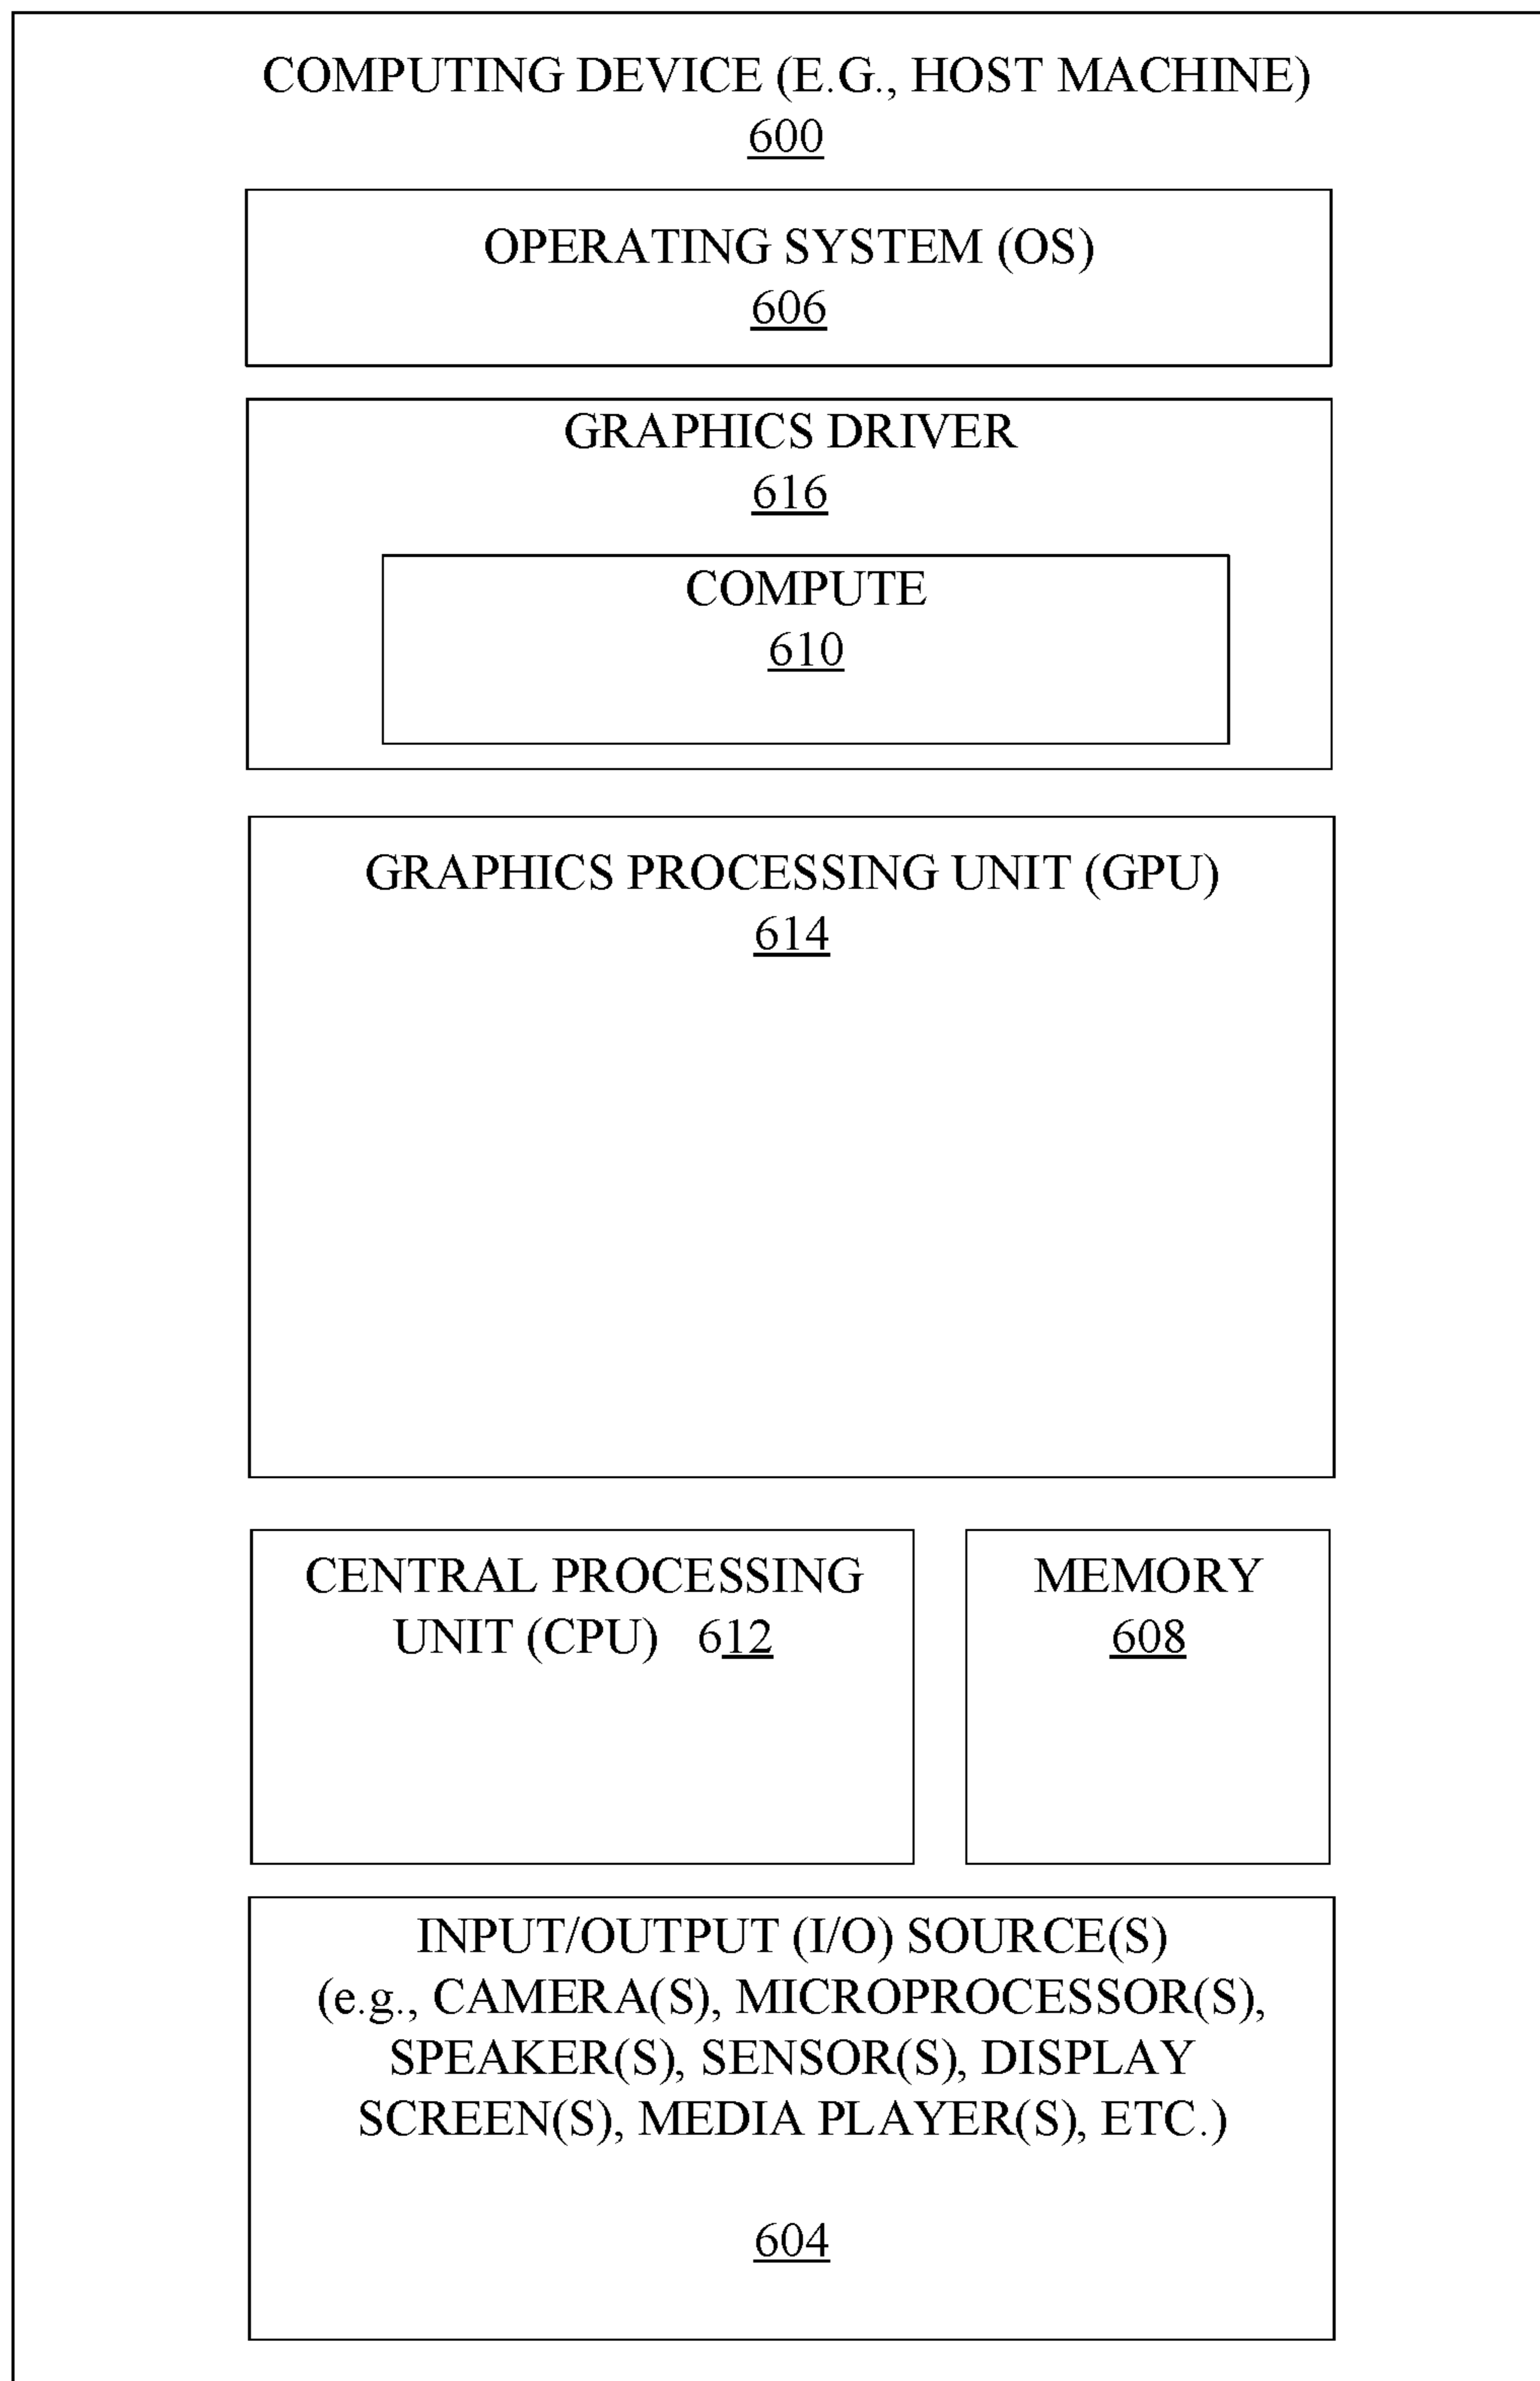 COMPUTING DEVICE (E.G., HOST MACHINE)
600
OPERATING SYSTEM (OS)
606
GRAPHICS DRIVER
616
COMPUTE
610
GRAPHICS PROCESSING UNIT (GPU)
614
CENTRAL PROCESSING
UNIT (CPU) 612
MEMORY
608
INPUT/OUTPUT (I/O) SOURCE(S)
(e.g., CAMERA(S), MICROPROCESSOR(S),
SPEAKER(S), SENSOR(S), DISPLAY
SCREEN(S), MEDIA PLAYER(S), ETC.)
604